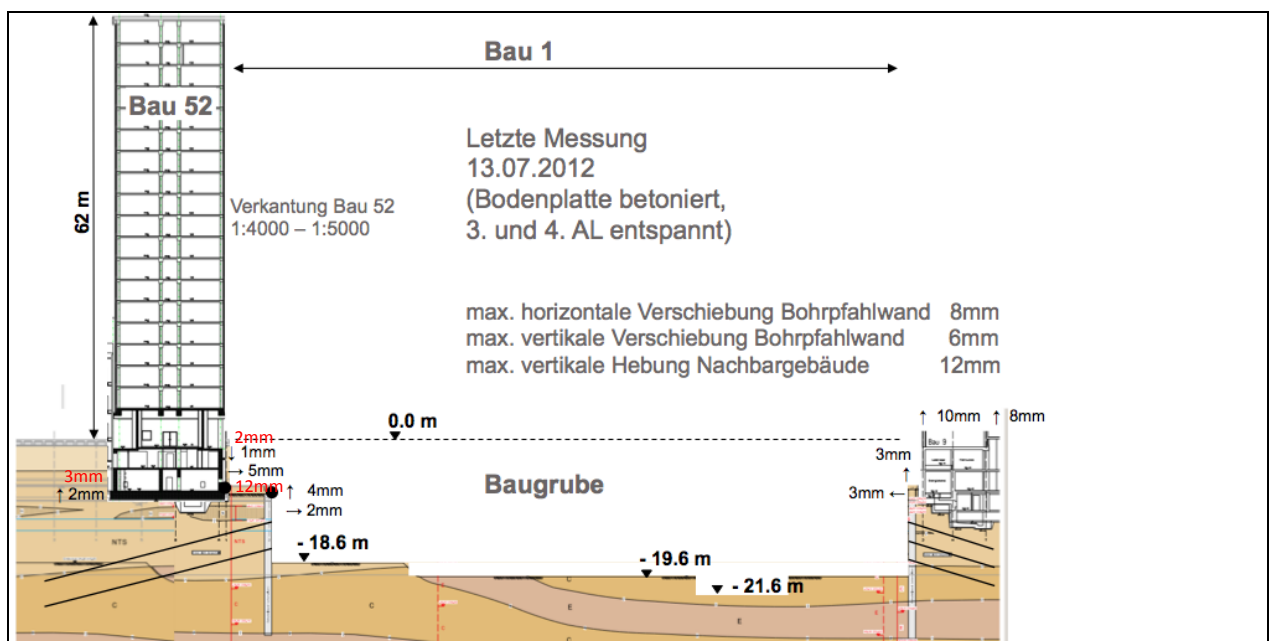 Bau 1
Bau 52
Letzte Messung
13.07.2012
(Bodenplatte betoniert,
3. und 4. AL entspannt)
62 m
Verkantung Bau 52
1:4000 – 1:5000
max. horizontale Verschiebung Bohrpfahlwand 8mm
max. vertikale Verschiebung Bohrpfahlwand 6mm
max. vertikale Hebung Nachbargebäude 12mm
0.0 m
↑ 10mm ↑ 8mm
2mm
↓ 1mm
→ 5mm
3mm
↑ 2mm
12mm
↑ 4mm
→ 2mm
Baugrube
Bau 9
3mm ↑
3mm ←
- 18.6 m
- 19.6 m
- 21.6 m
NTS
NTS
C
C
C
E
E
E
C